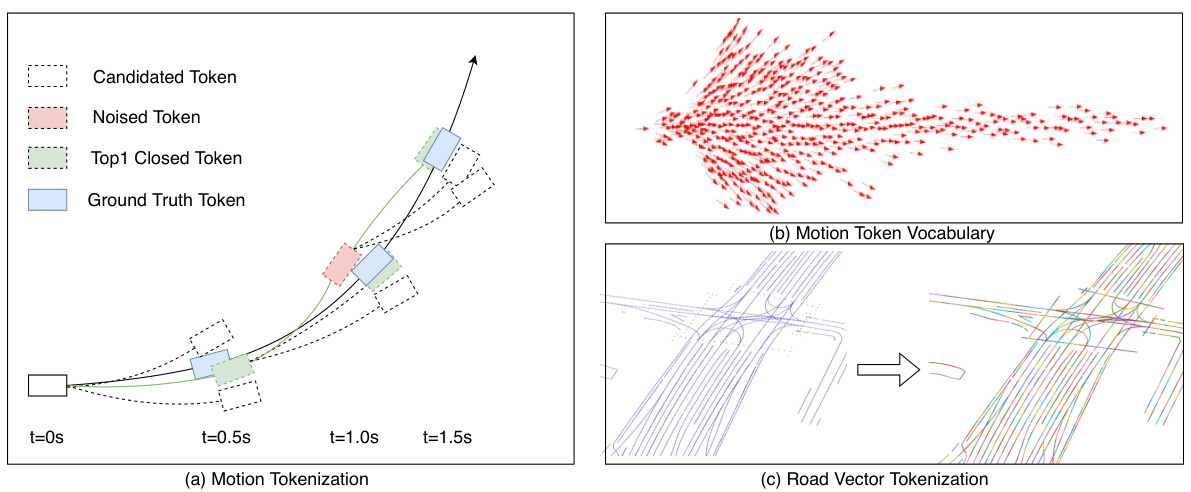 Candidated Token
Noised Token
Top1 Closed Token
Ground Truth Token
t=0s
t=0.5s
t=1.0s
t=1.5s
(a) Motion Tokenization
(b) Motion Token Vocabulary
(c) Road Vector Tokenization